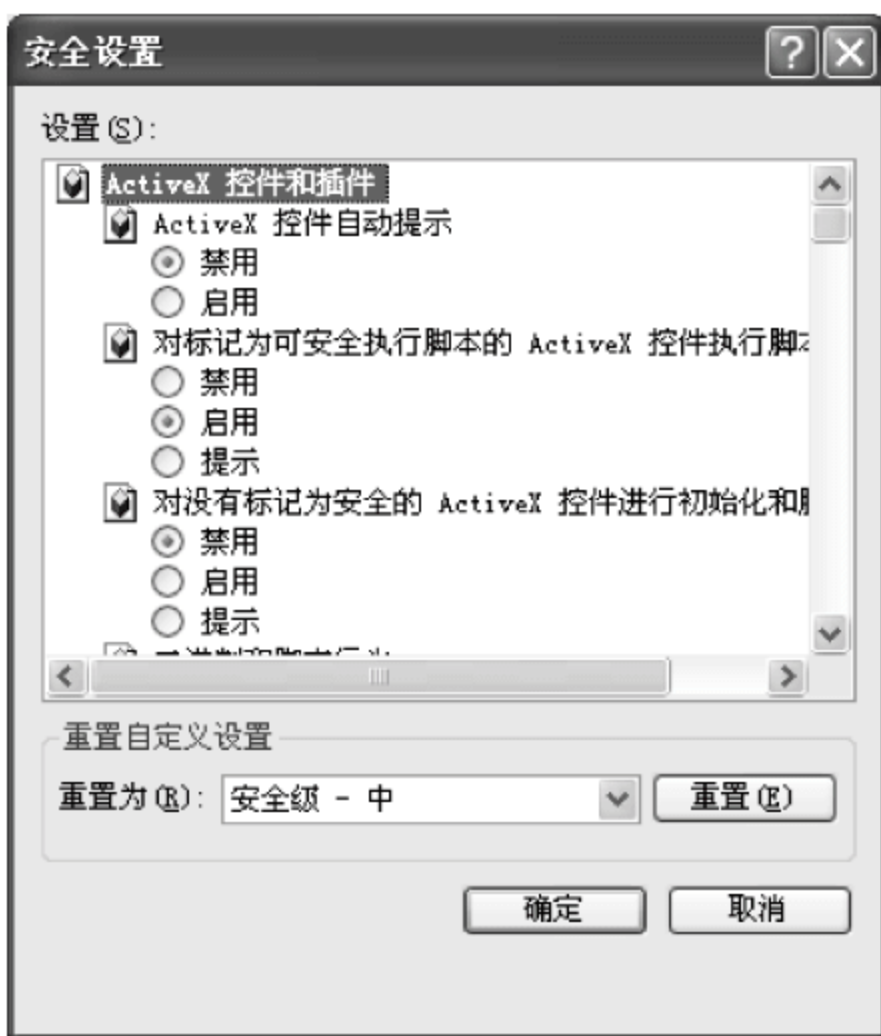 安全设置
设置(S):
ActiveX 控件和插件
ActiveX 控件自动提示
禁用
启用
对标记为可安全执行脚本的 ActiveX 控件执行脚
禁用
启用
提示
对没有标记为安全的 ActiveX 控件进行初始化和
禁用
启用
提示
重置自定义设置
重置为(R): 安全级 - 中 重置(E)
确定 取消